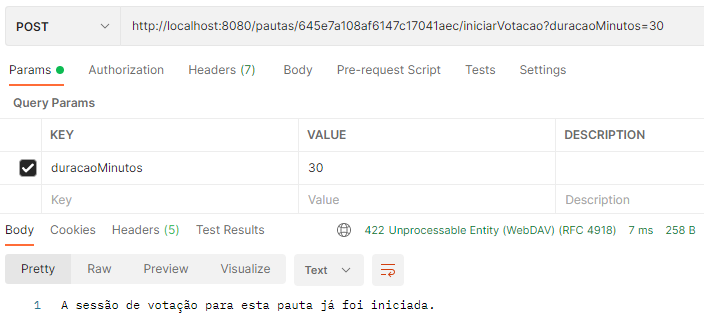 POST http://localhost:8080/pautas/645e7a108af6147c17041aec/iniciarVotacao?duracaoMinutos=30
Params Authorization Headers (7) Body Pre-request Script Tests Settings
Query Params
KEY VALUE DESCRIPTION
duracaoMinutos 30
Key Value Description
Body Cookies Headers (5) Test Results 422 Unprocessable Entity (WebDAV) (RFC 4918) 7 ms 258 B
Pretty Raw Preview Visualize Text
1 A sessão de votação para esta pauta já foi iniciada.